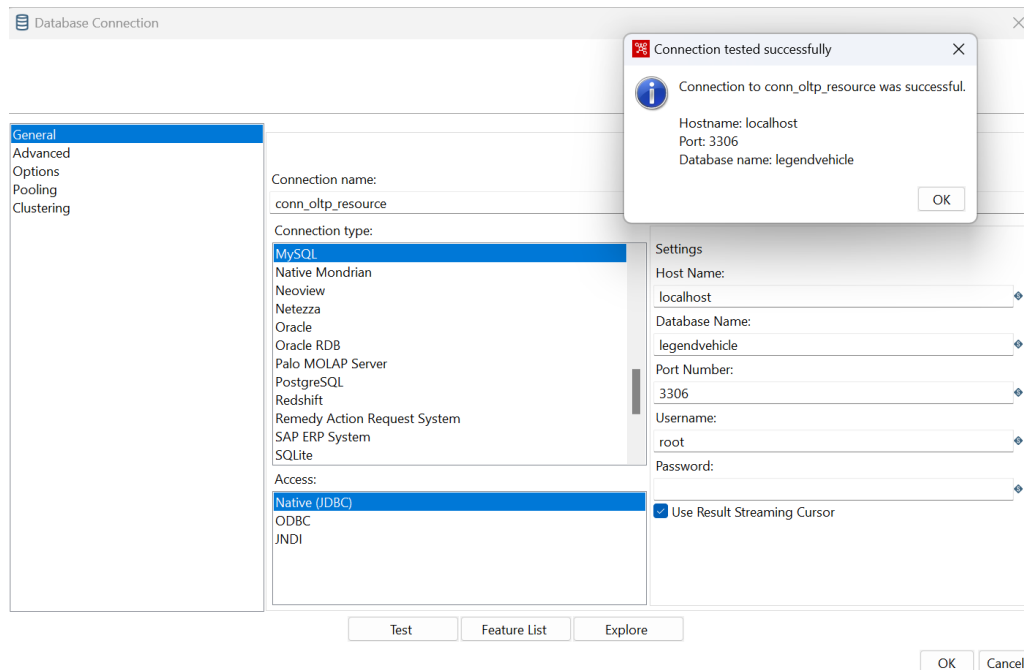 Database Connection
Connection tested successfully
Connection to conn_oltp_resource was successful.
Hostname: localhost
Port: 3306
Database name: legendvehicle
OK
General
Advanced
Options
Pooling
Clustering
Connection name:
conn_oltp_resource
Connection type:
MySQL
Native Mondrian
Neoview
Netezza
Oracle
Oracle RDB
Palo MOLAP Server
PostgreSQL
Redshift
Remedy Action Request System
SAP ERP System
SQLite
Access:
Native (JDBC)
ODBC
JNDI
Settings
Host Name:
localhost
Database Name:
legendvehicle
Port Number:
3306
Username:
root
Password:
Use Result Streaming Cursor
Test Feature List Explore
OK Cancel